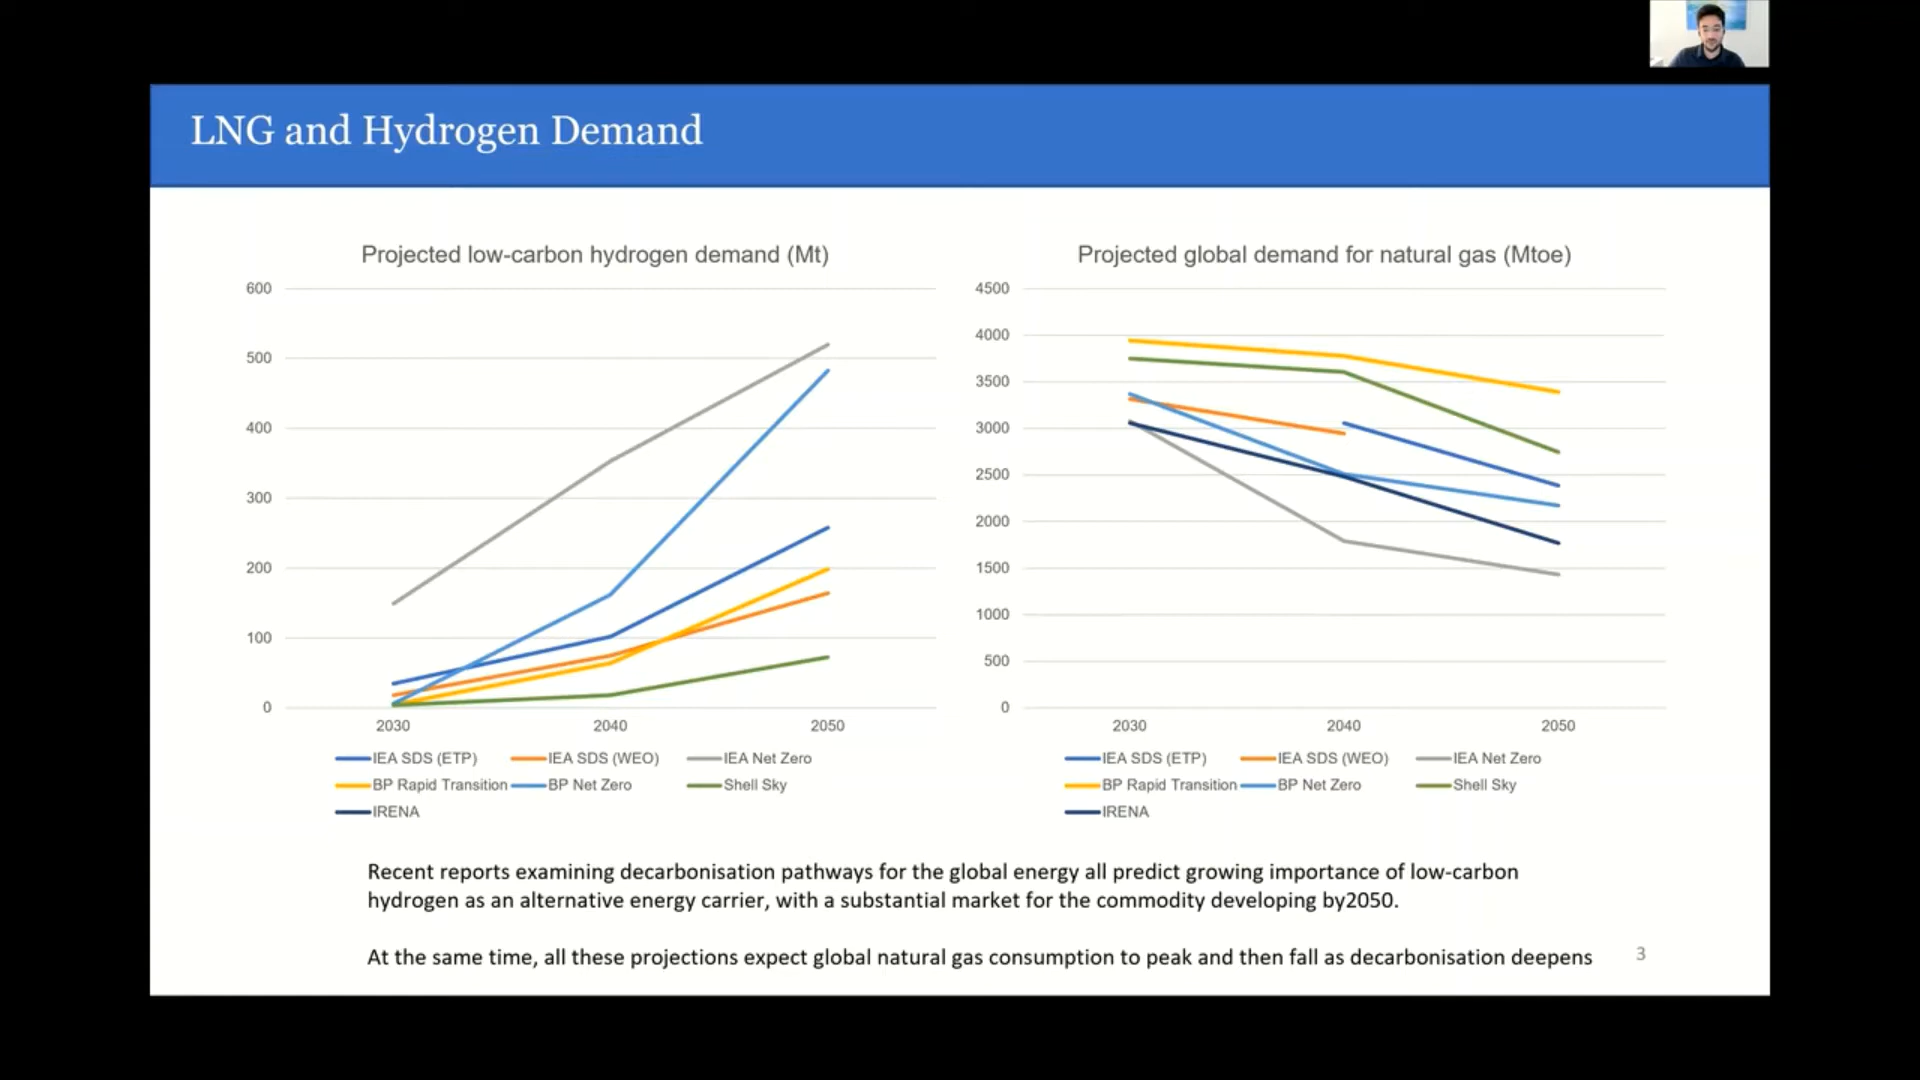 LNG and Hydrogen Demand
Projected low-carbon hydrogen demand (Mt)
600
500
400
300
200
100
0
2030 2040 2050
IEA SDS (ETP) IEA SDS (WEO) IEA Net Zero
BP Rapid Transition BP Net Zero Shell Sky
IRENA
Projected global demand for natural gas (Mtoe)
4500
4000
3500
3000
2500
2000
1500
1000
500
0
2030 2040 2050
IEA SDS (ETP) IEA SDS (WEO) IEA Net Zero
BP Rapid Transition BP Net Zero Shell Sky
IRENA
Recent reports examining decarbonisation pathways for the global energy all predict growing importance of low-carbon
hydrogen as an alternative energy carrier, with a substantial market for the commodity developing by2050.
At the same time, all these projections expect global natural gas consumption to peak and then fall as decarbonisation deepens
3